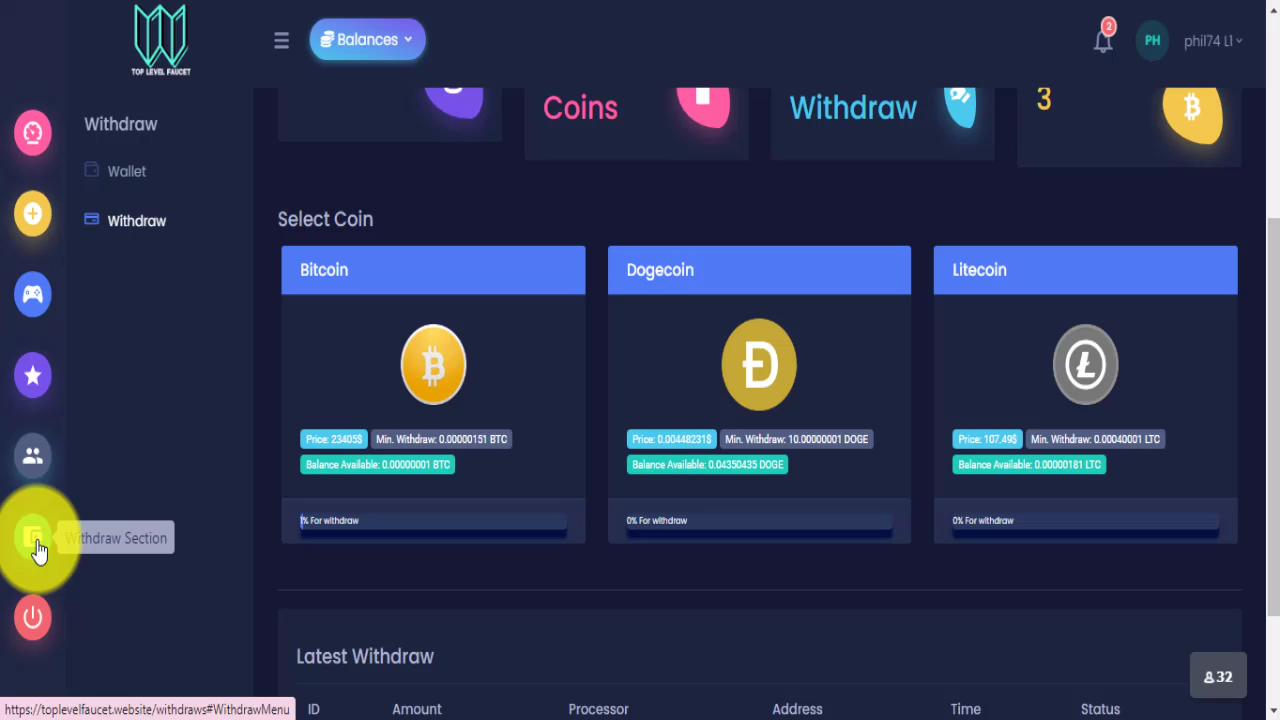 TOP LEVEL FAUCET
Balances
2
PH
phil74 L1
Withdraw
Wallet
Withdraw
Coins
Withdraw
3
Select Coin
Bitcoin
Price: 23405$
Min. Withdraw: 0.00000151 BTC
Balance Available: 0.00000001 BTC
1% For withdraw
Dogecoin
Price: 0.00448231$
Min. Withdraw: 10.00000001 DOGE
Balance Available: 0.04350435 DOGE
0% For withdraw
Litecoin
Price: 107.49$
Min. Withdraw: 0.00040001 LTC
Balance Available: 0.00000181 LTC
0% For withdraw
Withdraw Section
Latest Withdraw
32
https://toplevelfaucet.website/withdraws#WithdrawMenu
ID Amount Processor Address Time Status